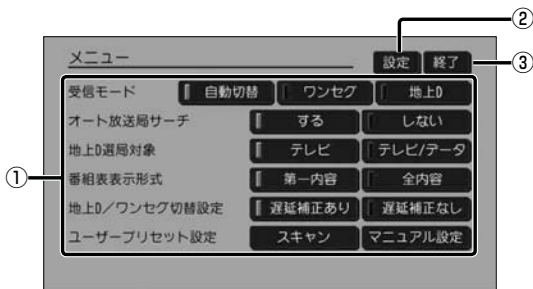 ②
メニュー 設定 終了 ③
受信モード 自動切替 ワンセグ 地上D
オート放送局サーチ する しない
① 地上D選局対象 テレビ テレビ/データ
番組表表示形式 第一内容 全内容
地上D/ワンセグ切替設定 遅延補正あり 遅延補正なし
ユーザープリセット設定 スキャン マニュアル設定